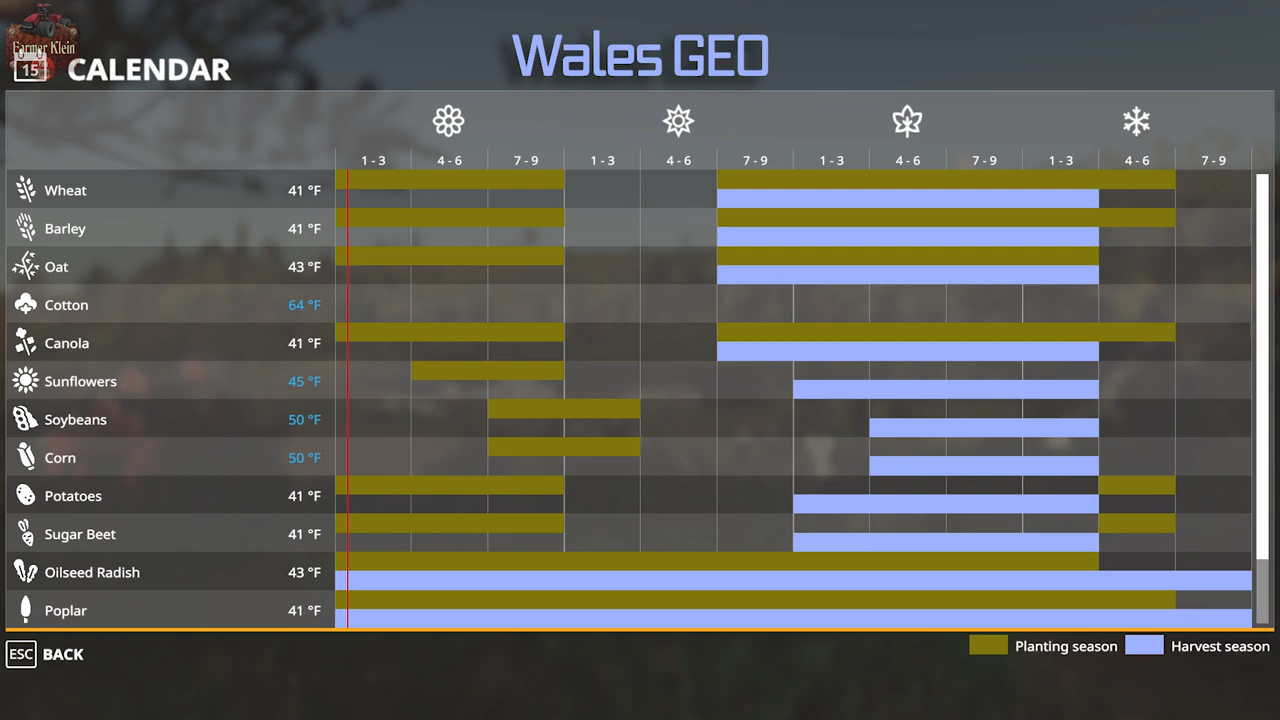 Farmer Klein
15
CALENDAR
Wales GEO
1 - 3 4 - 6 7 - 9 1 - 3 4 - 6 7 - 9 1 - 3 4 - 6 7 - 9 1 - 3 4 - 6 7 - 9
Wheat 41 °F
Barley 41 °F
Oat 43 °F
Cotton 64 °F
Canola 41 °F
Sunflowers 45 °F
Soybeans 50 °F
Corn 50 °F
Potatoes 41 °F
Sugar Beet 41 °F
Oilseed Radish 43 °F
Poplar 41 °F
ESC BACK
Planting season Harvest season